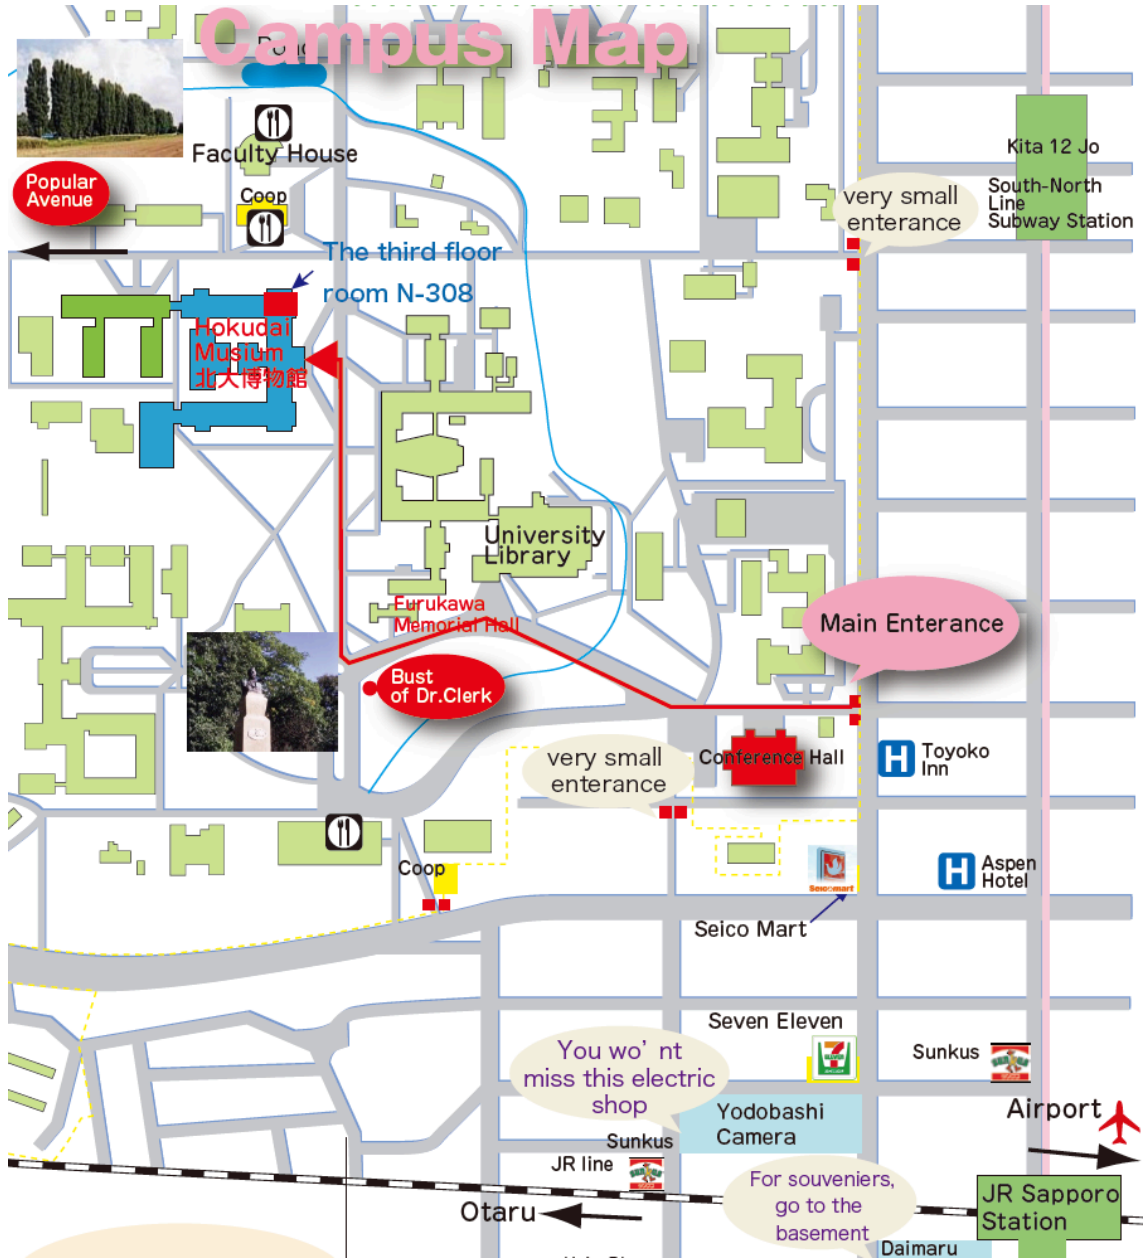 Campus Map
Pond
Faculty House
Popular
Avenue
Coop
very small
enterance
Kita 12 Jo
South-North
Line
Subway Station
The third floor
room N-308
Hokudai
Musium
北大博物館
University
Library
Furukawa
Memorial Hall
Main Enterance
Bust
of Dr.Clerk
very small
enterance
Conference Hall
H
Toyoko
Inn
Coop
Seicomart
H
Aspen
Hotel
Seico Mart
Seven Eleven
7
ELEVEN
You wo' nt
miss this electric
shop
Sunkus
Airport
Yodobashi
Camera
Sunkus
JR line
For souveniers,
go to the
basement
Otaru
JR Sapporo
Station
Daimaru